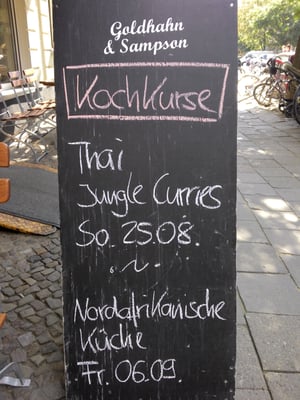 Goldhahn
& Sampson
Kochkurse
Thai
Jungle Curries
So. 25.08.
Nordafrikanische
Küche
Fr. 06.09.